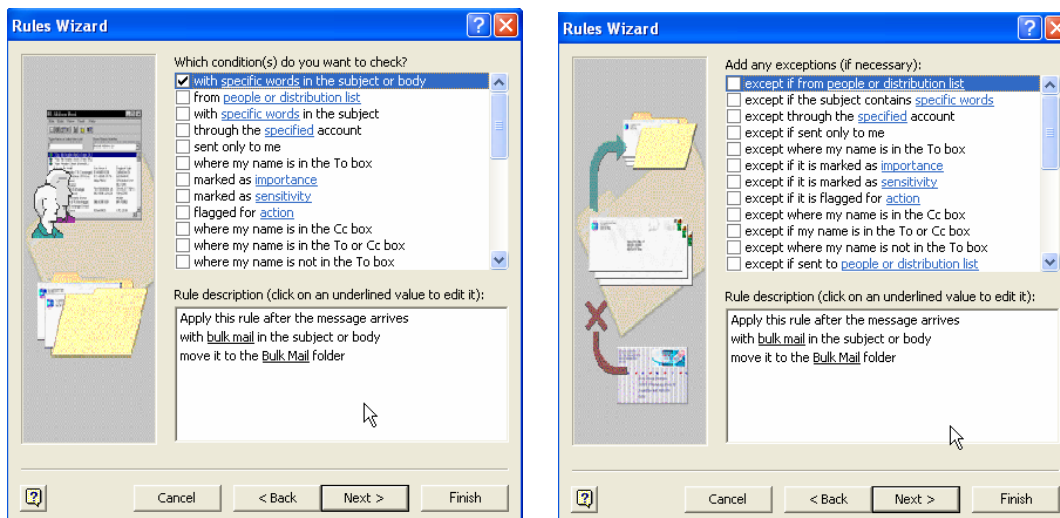 Rules Wizard
Which condition(s) do you want to check?
with specific words in the subject or body
from people or distribution list
with specific words in the subject
through the specified account
sent only to me
where my name is in the To box
marked as importance
marked as sensitivity
flagged for action
where my name is in the Cc box
where my name is in the To or Cc box
where my name is not in the To box
Rule description (click on an underlined value to edit it):
Apply this rule after the message arrives
with bulk mail in the subject or body
move it to the Bulk Mail folder
Cancel
< Back
Next >
Finish
Rules Wizard
Add any exceptions (if necessary):
except if from people or distribution list
except if the subject contains specific words
except through the specified account
except if sent only to me
except where my name is in the To box
except if it is marked as importance
except if it is marked as sensitivity
except if it is flagged for action
except where my name is in the Cc box
except if my name is in the To or Cc box
except where my name is not in the To box
except if sent to people or distribution list
Rule description (click on an underlined value to edit it):
Apply this rule after the message arrives
with bulk mail in the subject or body
move it to the Bulk Mail folder
Cancel
< Back
Next >
Finish